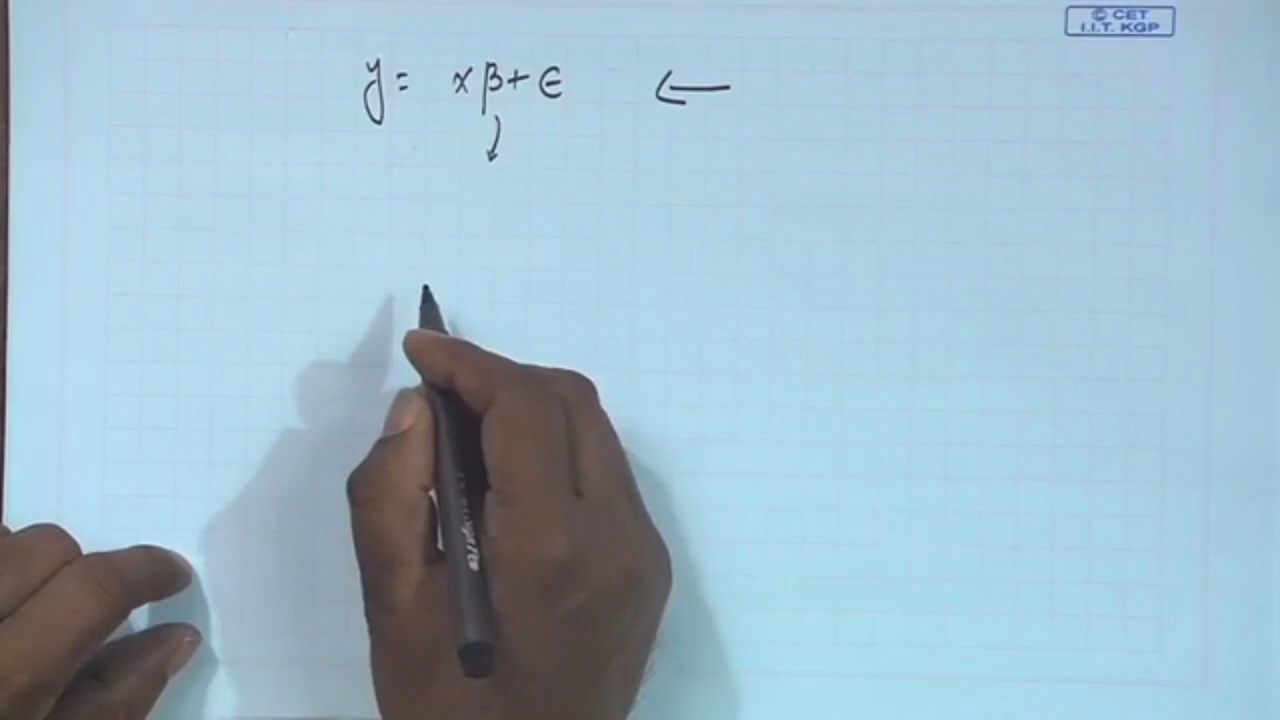 © CET
I.I.T. KGP
y = xβ + ϵ ←